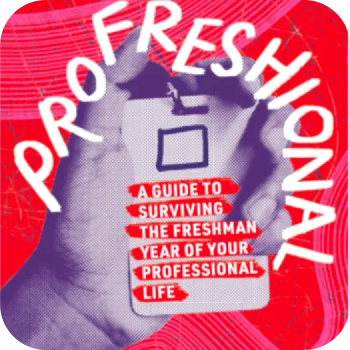 PROFRESHIONAL
A GUIDE TO
SURVIVING
THE FRESHMAN
YEAR OF YOUR
PROFESSIONAL
LIFE